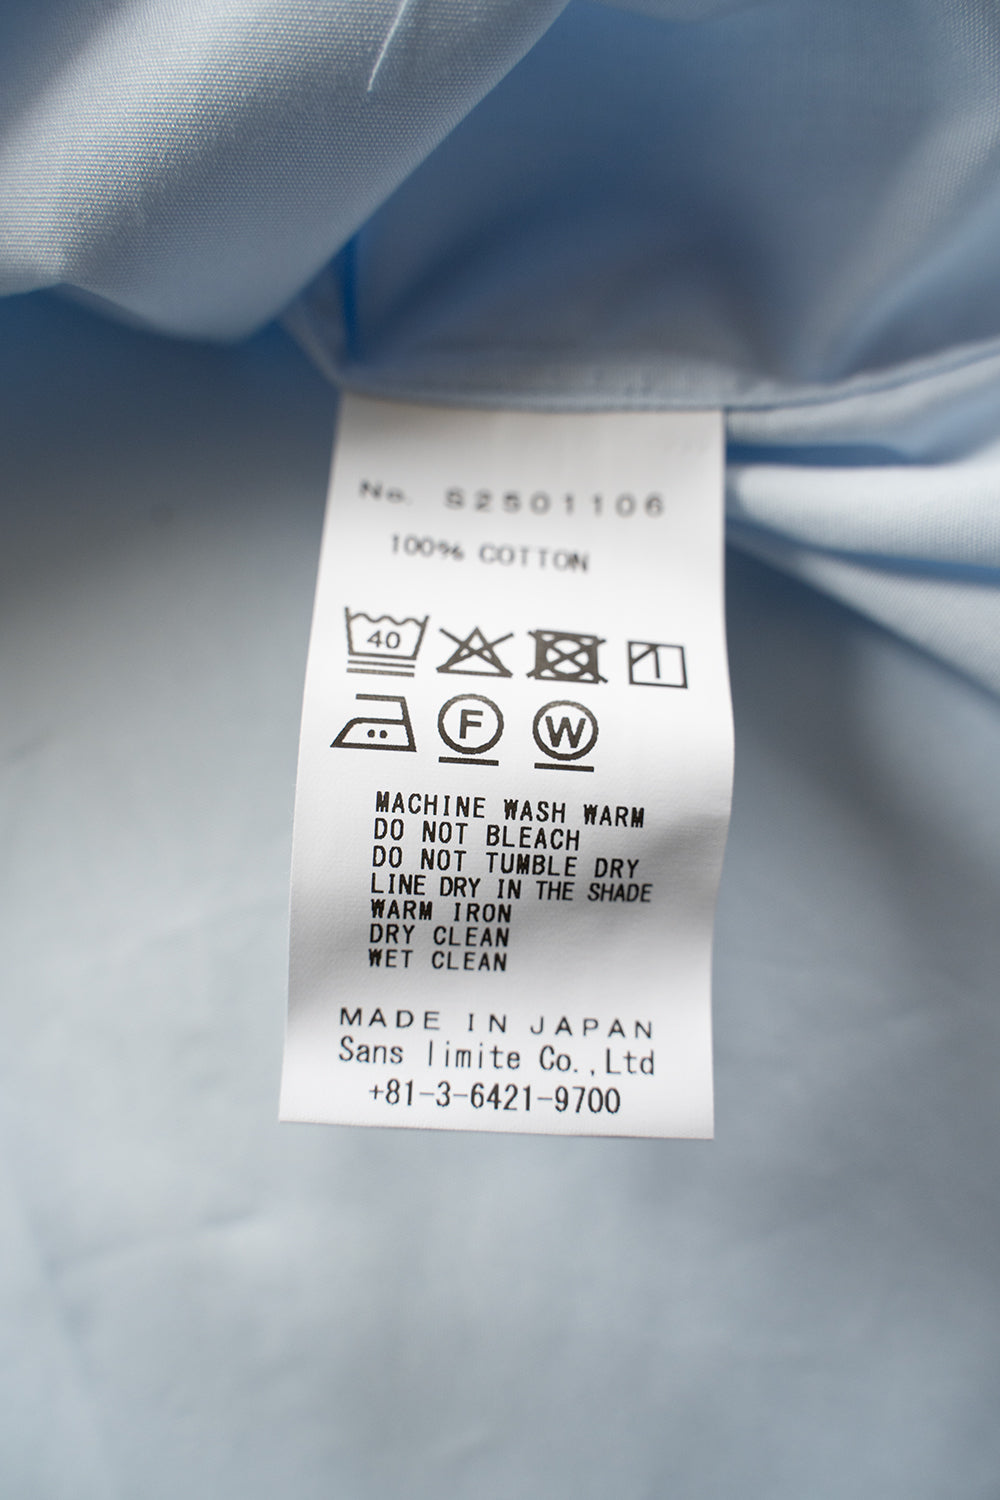 No. S2501106
100% COTTON
40
F W
MACHINE WASH WARM
DO NOT BLEACH
DO NOT TUMBLE DRY
LINE DRY IN THE SHADE
WARM IRON
DRY CLEAN
WET CLEAN
MADE IN JAPAN
Sans limite Co.,Ltd
+81-3-6421-9700